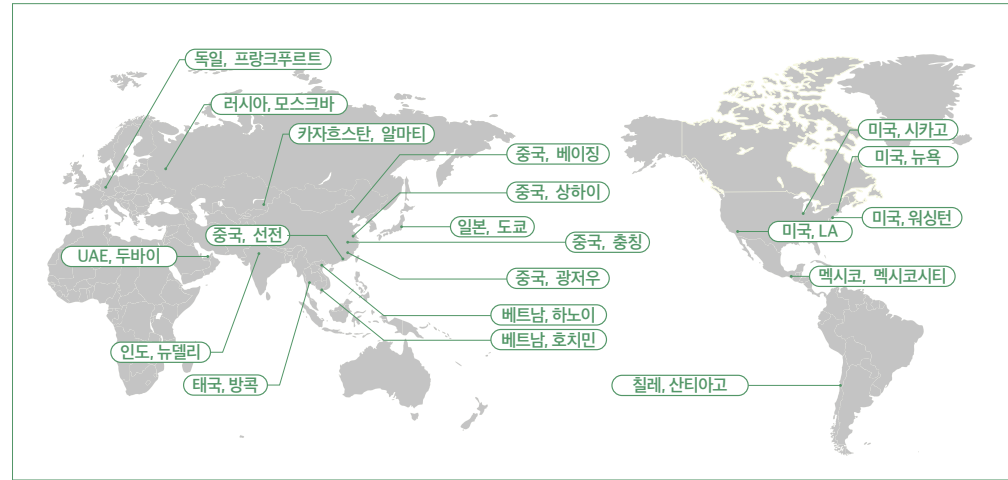 독일, 프랑크푸르트
러시아, 모스크바
카자흐스탄, 알마티
중국, 베이징
중국, 상하이
일본, 도쿄
중국, 선전
중국, 충칭
UAE, 두바이
중국, 광저우
베트남, 하노이
베트남, 호치민
인도, 뉴델리
태국, 방콕
미국, 시카고
미국, 뉴욕
미국, 워싱턴
미국, LA
멕시코, 멕시코시티
칠레, 산티아고